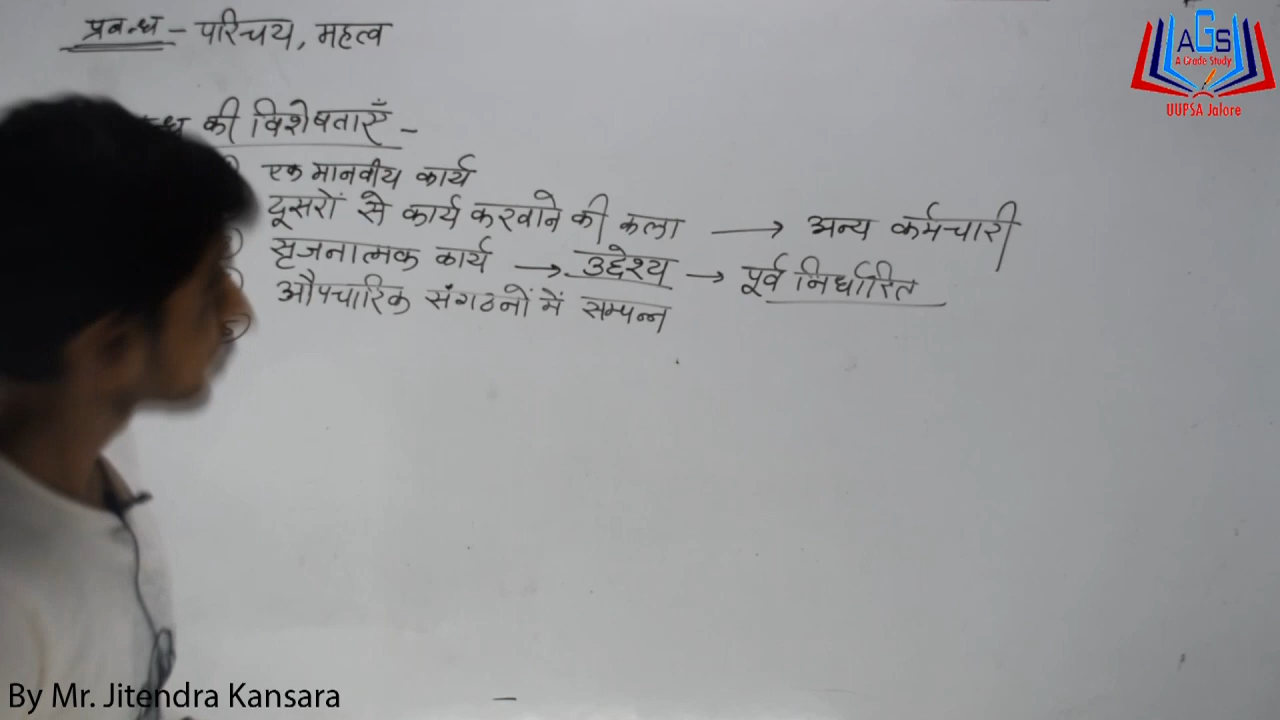 प्रबन्ध - परिचय, महत्व
की विशेषताएँ -
एक मानवीय कार्य
दूसरों से कार्य करवाने की कला → अन्य कर्मचारी
सृजनात्मक कार्य → उद्देश्य → पूर्व निर्धारित
औपचारिक संगठनों में सम्पन्न
5)
AGS
A Grade Study
UUPSA Jalore
By Mr. Jitendra Kansara